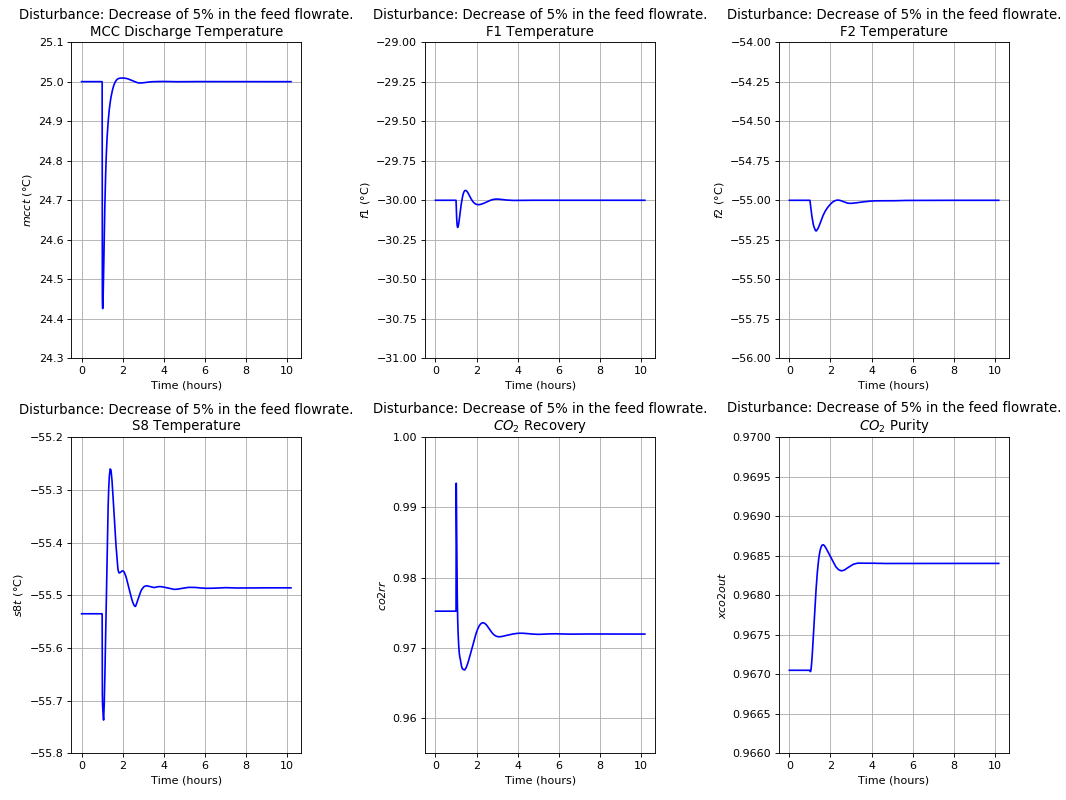 Disturbance: Decrease of 5% in the feed flowrate.
MCC Discharge Temperature
25.1
25.0
24.9
24.8
24.7
24.6
24.5
24.4
24.3
mcct (°C)
0 2 4 6 8 10
Time (hours)
Disturbance: Decrease of 5% in the feed flowrate.
F1 Temperature
−29.00
−29.25
−29.50
−29.75
−30.00
−30.25
−30.50
−30.75
−31.00
f1 (°C)
0 2 4 6 8 10
Time (hours)
Disturbance: Decrease of 5% in the feed flowrate.
F2 Temperature
−54.00
−54.25
−54.50
−54.75
−55.00
−55.25
−55.50
−55.75
−56.00
f2 (°C)
0 2 4 6 8 10
Time (hours)
Disturbance: Decrease of 5% in the feed flowrate.
S8 Temperature
−55.2
−55.3
−55.4
−55.5
−55.6
−55.7
−55.8
s8t (°C)
0 2 4 6 8 10
Time (hours)
Disturbance: Decrease of 5% in the feed flowrate.
CO₂ Recovery
1.00
0.99
0.98
0.97
0.96
co2rr
0 2 4 6 8 10
Time (hours)
Disturbance: Decrease of 5% in the feed flowrate.
CO₂ Purity
0.9700
0.9695
0.9690
0.9685
0.9680
0.9675
0.9670
0.9665
0.9660
xco2out
0 2 4 6 8 10
Time (hours)